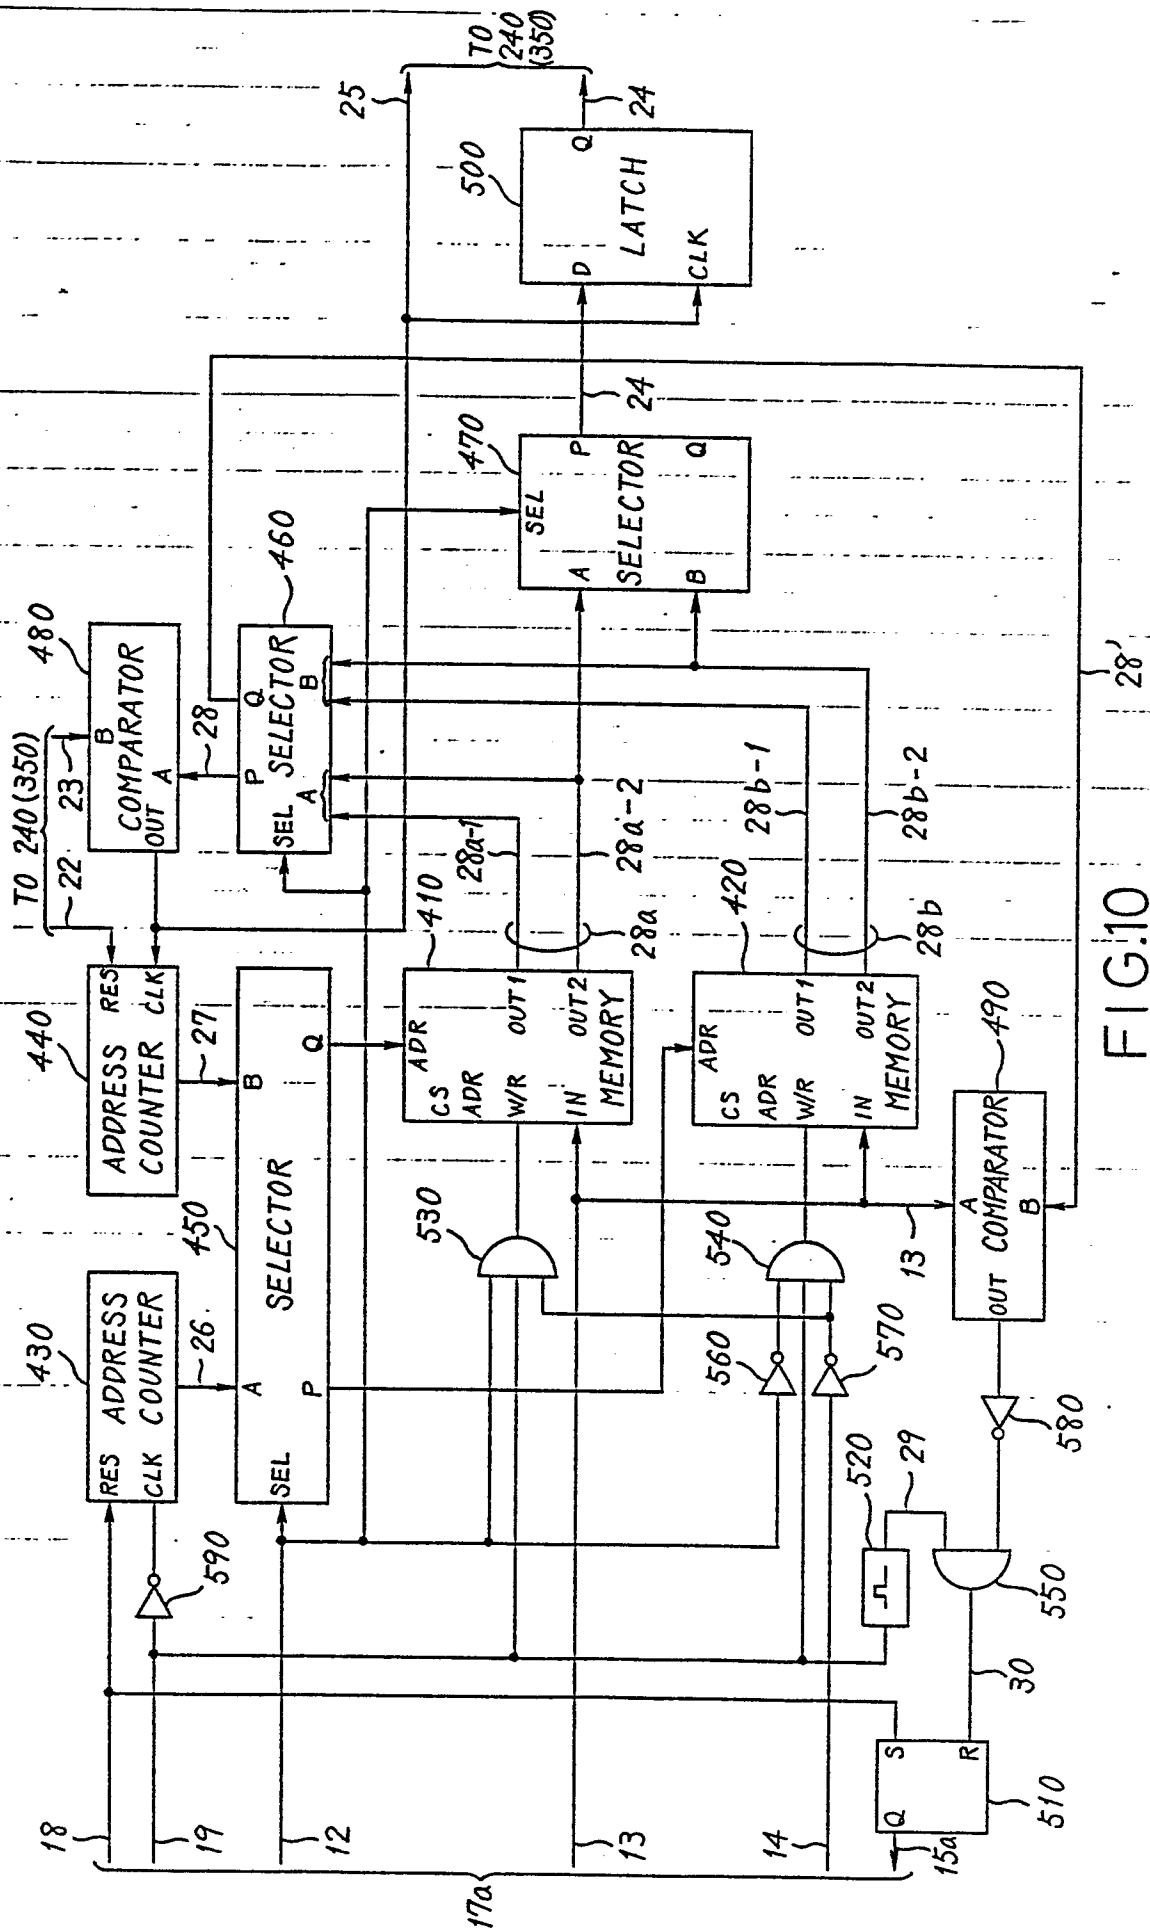 18
19
12
13
14
15a
17a
590
430
RES
CLK
ADDRESS
COUNTER
26
440
ADDRESS
COUNTER
RES
CLK
27
TO 240 (350)
22
23
480
COMPARATOR
OUT
A
B
28
450
SELECTOR
SEL
A
B
P
Q
460
SELECTOR
SEL
A
B
P
Q
25
TO
240
(350)
530
410
ADR
CS
ADR
W/R
IN
OUT1
OUT2
MEMORY
28a-1
28a-2
28a
470
SEL
SELECTOR
A
B
P
Q
24
500
LATCH
D
Q
CLK
24
560
570
540
420
ADR
CS
ADR
W/R
IN
OUT1
OUT2
MEMORY
28b-1
28b-2
28b
13
490
COMPARATOR
A
B
OUT
28'
510
Q
S
R
30
520
29
550
580
FIG.10